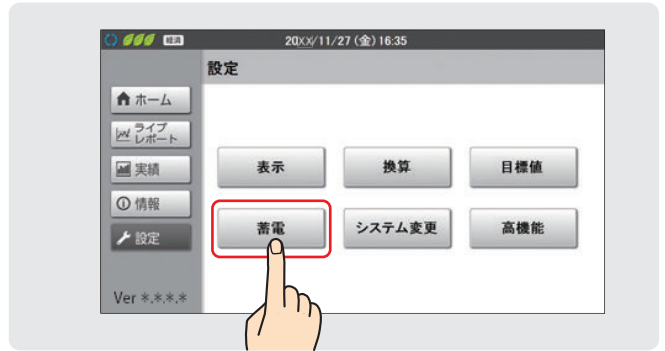 経済 20XX/11/27(金)16:35
設定
ホーム
ライブ
レポート
実績
情報
設定
表示 換算 目標値
蓄電 システム変更 高機能
Ver *.*.*.*